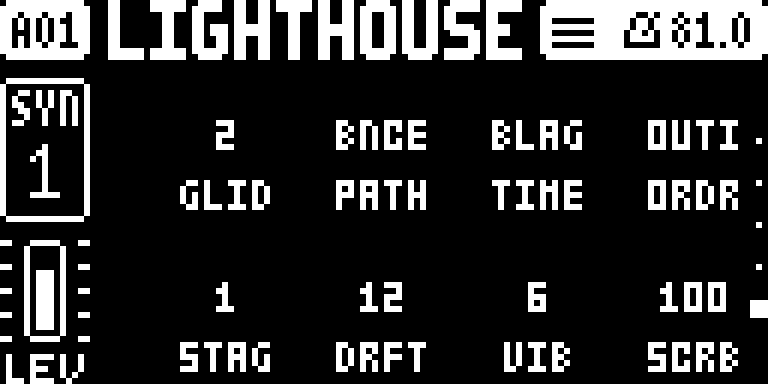 A01 LIGHTHOUSE 81.0
SYN
1
2 BNCE BLAG OUTI
GLID PATH TIME ORDR
1 12 6 100
STAG DRFT VIB SCRB
LEV